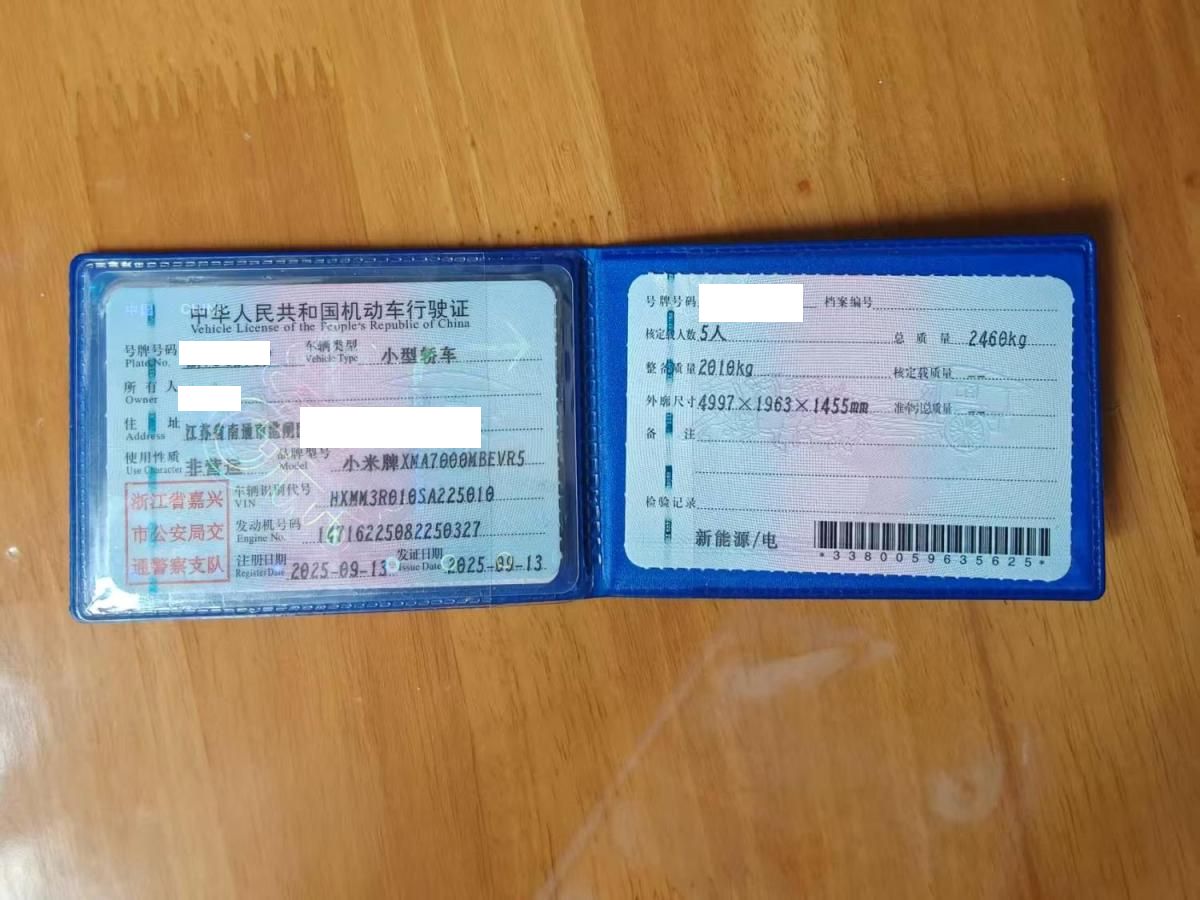 中华人民共和国机动车行驶证
Vehicle License of the People's Republic of China
号牌号码 Plate No. 车辆类型 Vehicle Type 小型轿车
所有人 Owner
住址 Address 江苏省南通市
使用性质 Use Character 非营运 品牌型号 Model 小米牌XMA7000MBEVR5
浙江省嘉兴
市公安局交
通警察支队
车辆识别代号 VIN HXMM3R010SA225010
发动机号码 Engine No. 14716225082250327
注册日期 Register Date 2025-09-13 发证日期 Issue Date 2025-09-13
号牌号码 档案编号
核定载人数 5人 总质量 2460kg
整备质量 2010kg 核定载质量 --
外廓尺寸 4997×1963×1455mm 准牵引总质量 --
备注
检验记录
新能源/电
*3380059635625*